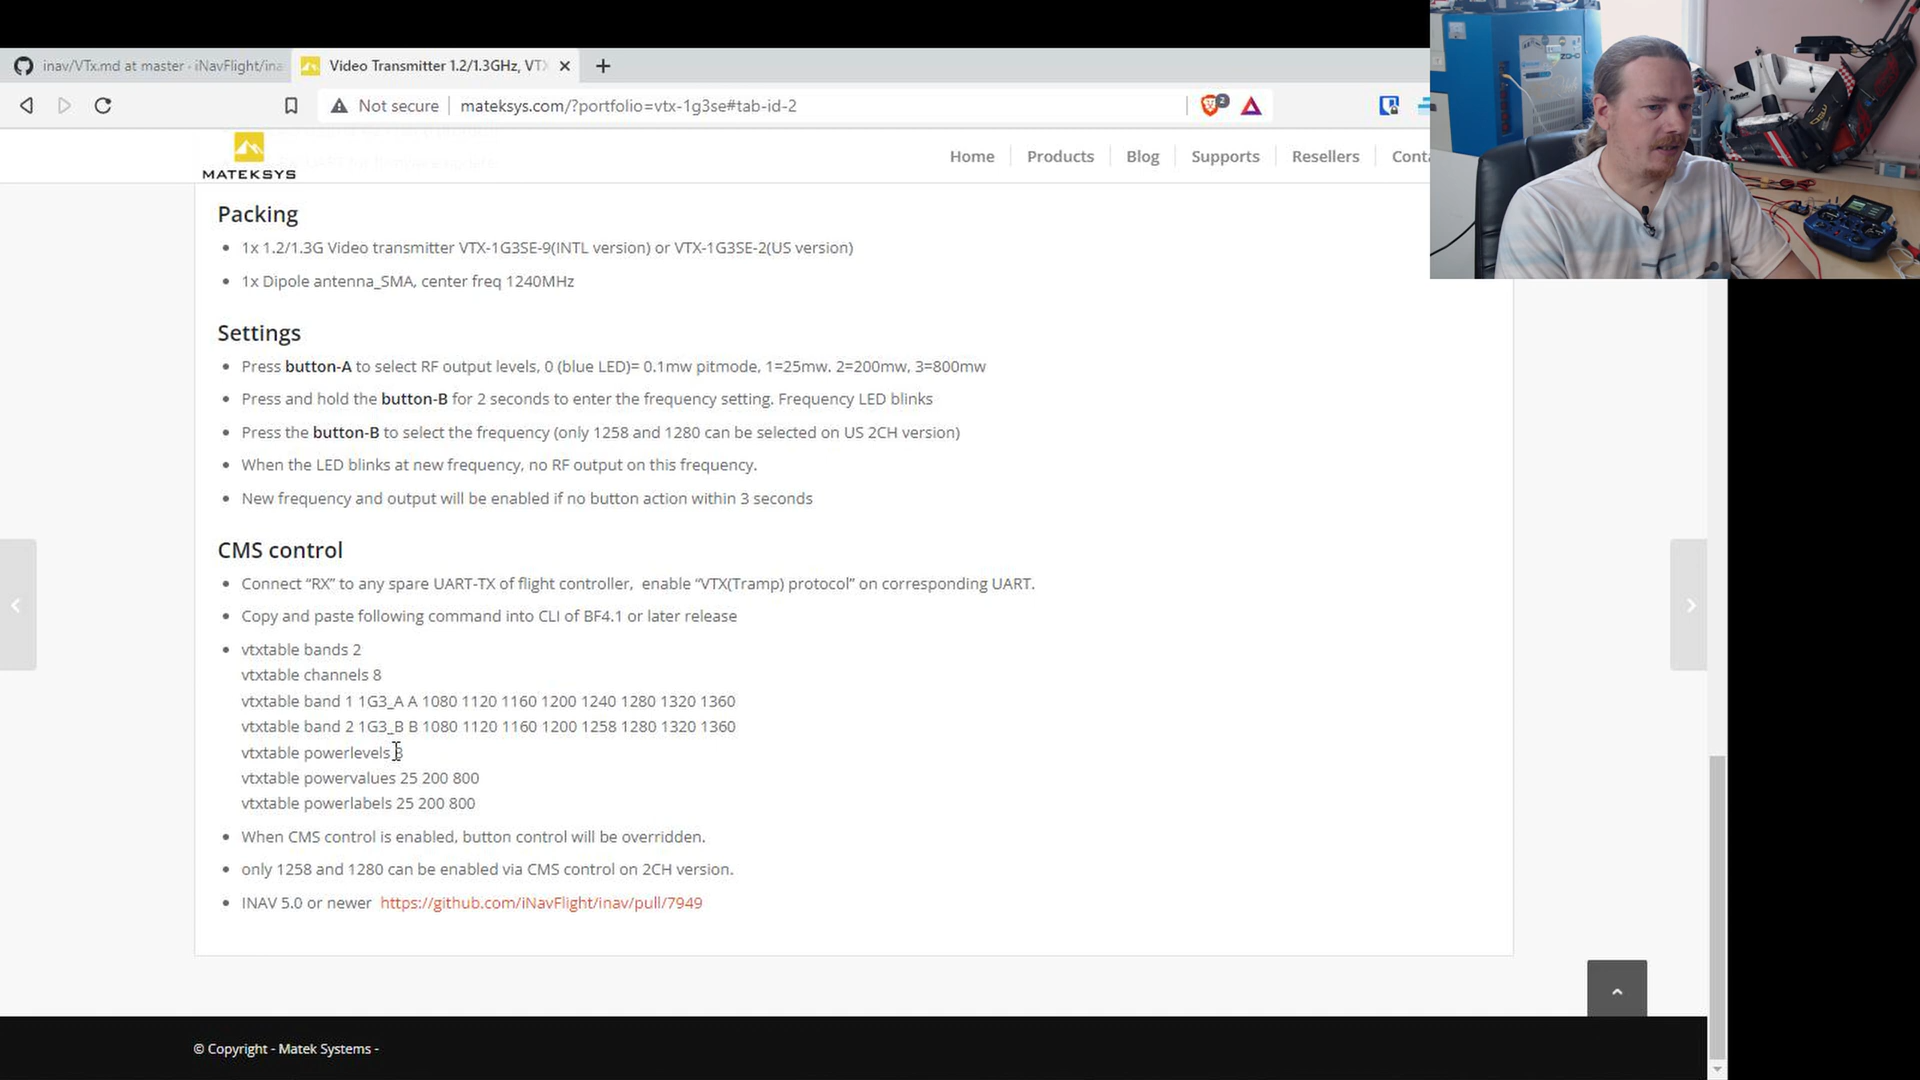 inav/VTx.md at master · iNavFlight/ina
Video Transmitter 1.2/1.3GHz, VTX
Not secure
mateksys.com/?portfolio=vtx-1g3se#tab-id-2
2
MATEKSYS
Home
Products
Blog
Supports
Resellers
Conta
Packing
1x 1.2/1.3G Video transmitter VTX-1G3SE-9(INTL version) or VTX-1G3SE-2(US version)
1x Dipole antenna_SMA, center freq 1240MHz
Settings
Press button-A to select RF output levels, 0 (blue LED)= 0.1mw pitmode, 1=25mw. 2=200mw, 3=800mw
Press and hold the button-B for 2 seconds to enter the frequency setting. Frequency LED blinks
Press the button-B to select the frequency (only 1258 and 1280 can be selected on US 2CH version)
When the LED blinks at new frequency, no RF output on this frequency.
New frequency and output will be enabled if no button action within 3 seconds
CMS control
Connect “RX” to any spare UART-TX of flight controller, enable “VTX(Tramp) protocol” on corresponding UART.
Copy and paste following command into CLI of BF4.1 or later release
vtxtable bands 2
vtxtable channels 8
vtxtable band 1 1G3_A A 1080 1120 1160 1200 1240 1280 1320 1360
vtxtable band 2 1G3_B B 1080 1120 1160 1200 1258 1280 1320 1360
vtxtable powerlevels 3
vtxtable powervalues 25 200 800
vtxtable powerlabels 25 200 800
When CMS control is enabled, button control will be overridden.
only 1258 and 1280 can be enabled via CMS control on 2CH version.
INAV 5.0 or newer https://github.com/iNavFlight/inav/pull/7949
© Copyright - Matek Systems -